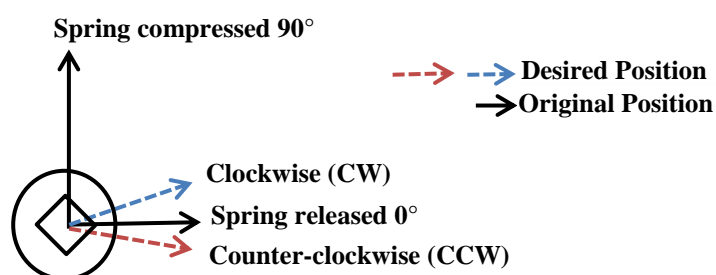 Spring compressed 90°
Desired Position
Original Position
Clockwise (CW)
Spring released 0°
Counter-clockwise (CCW)